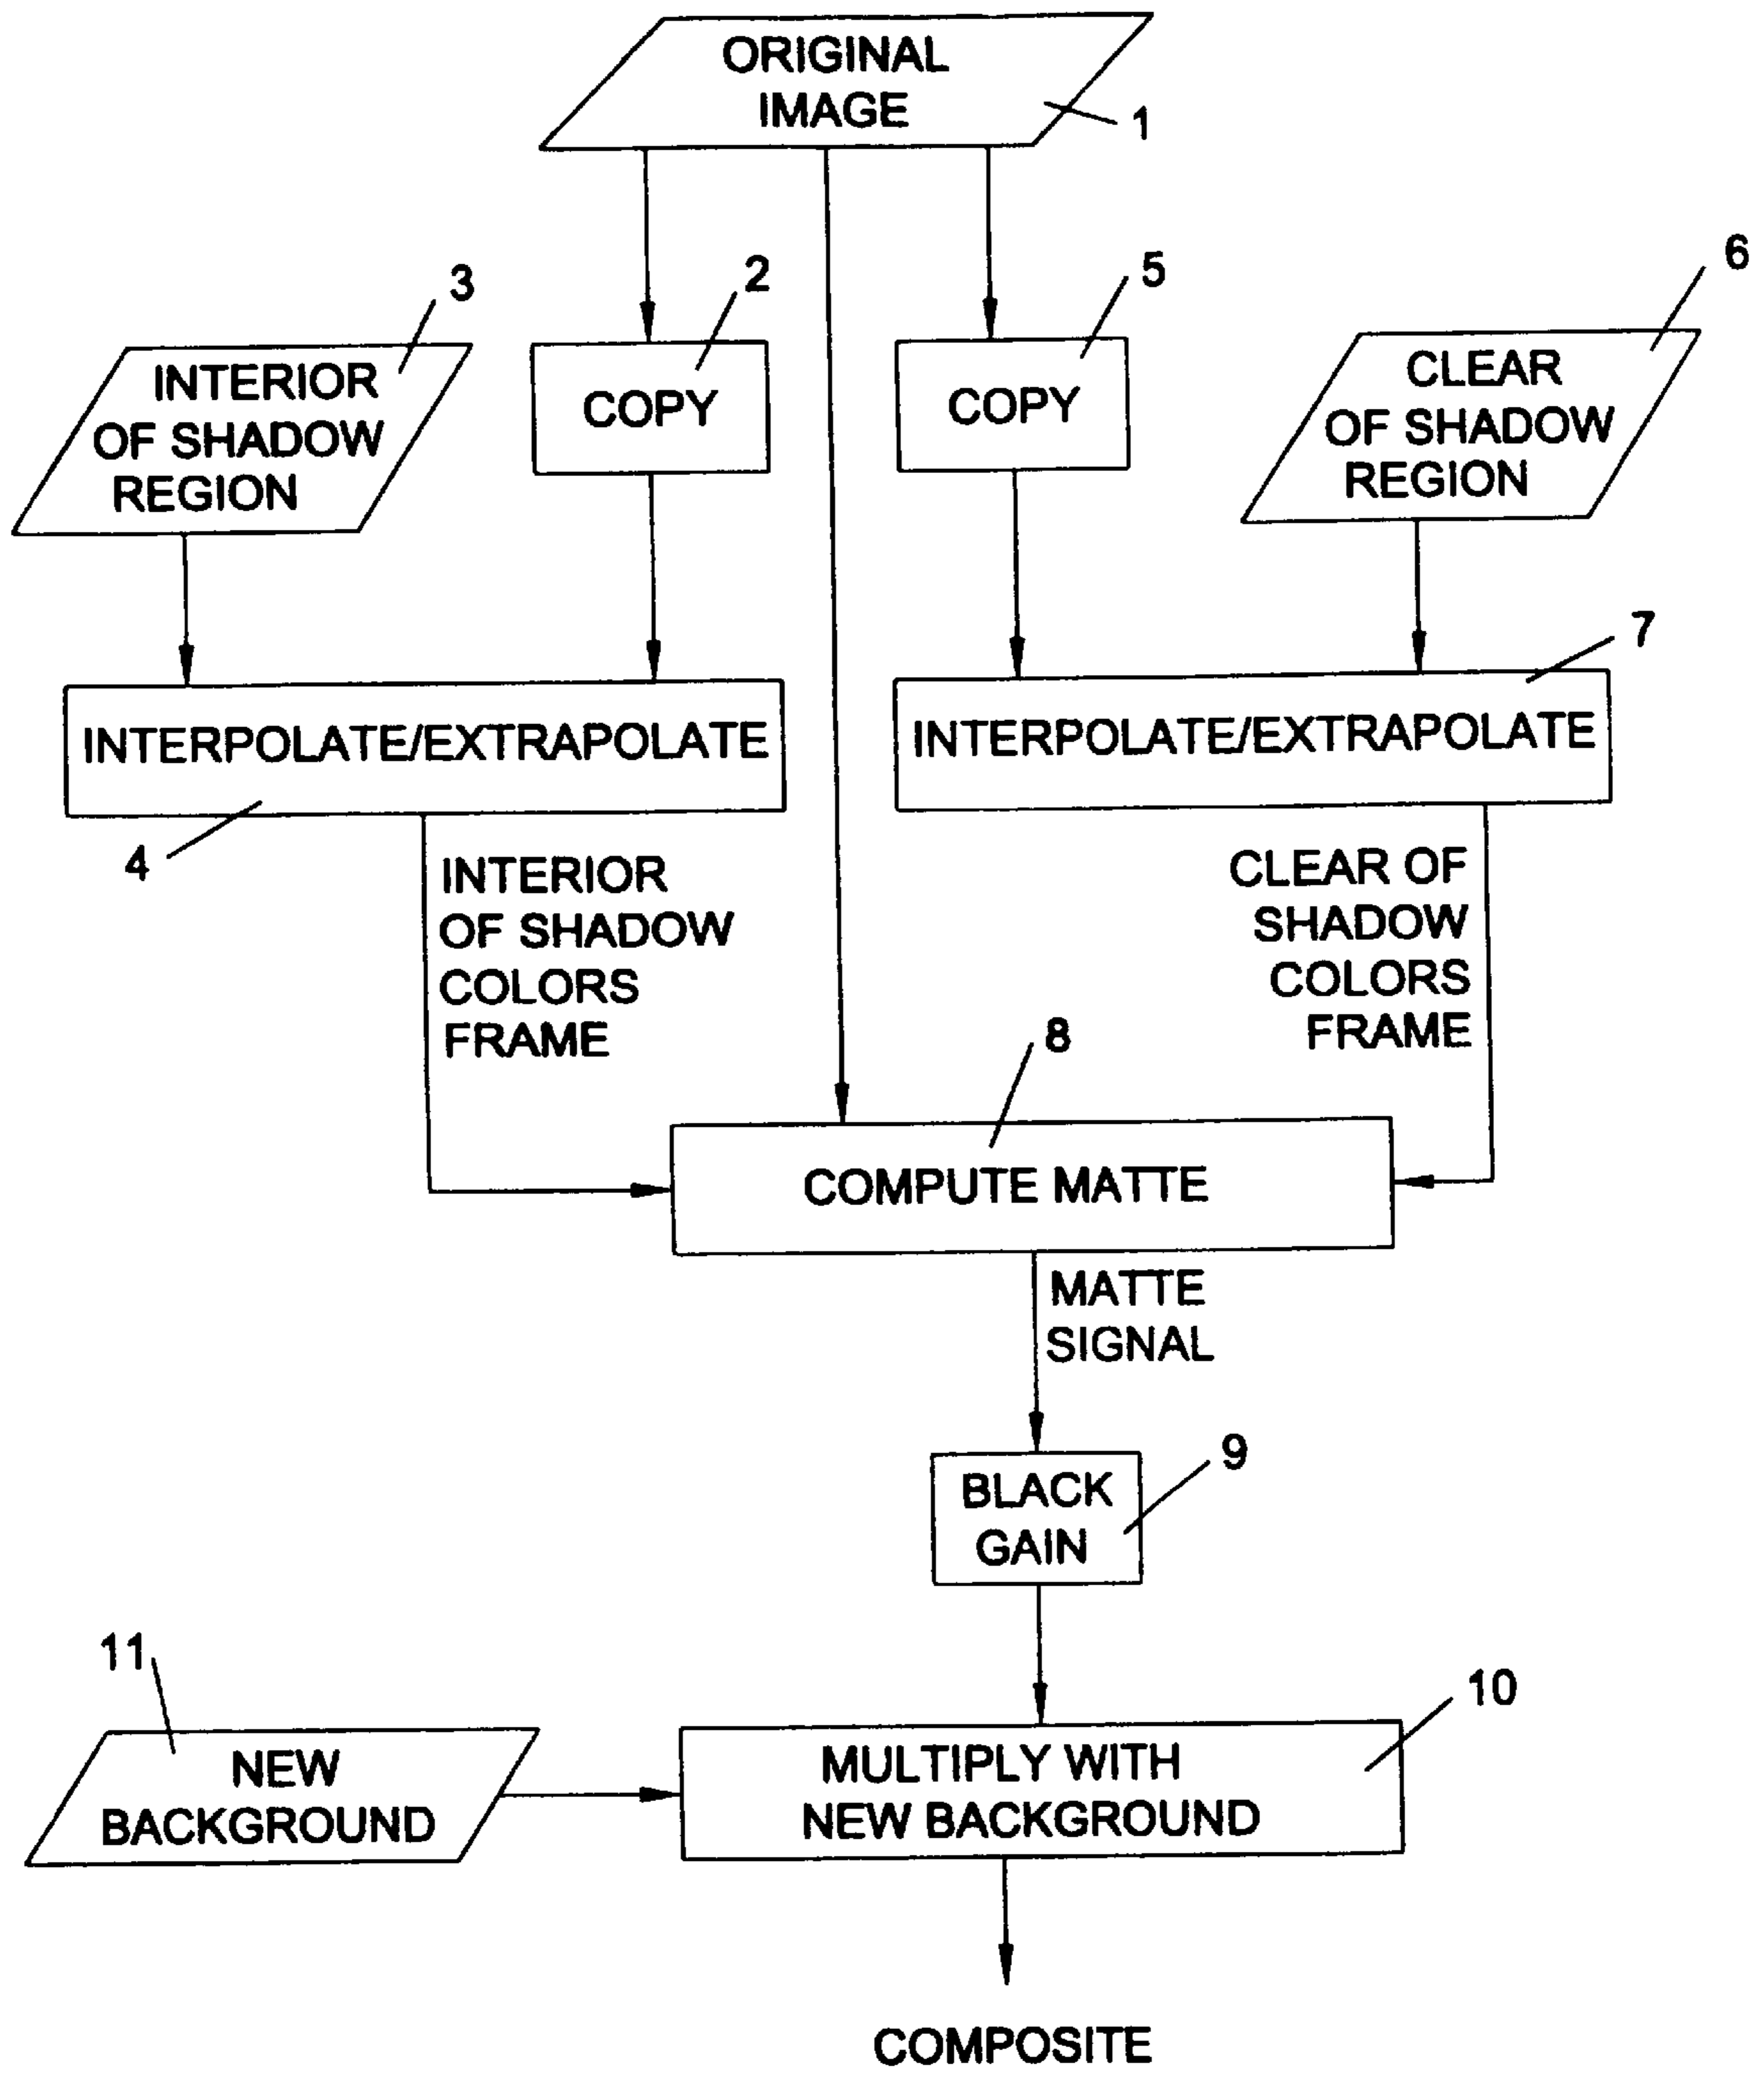 ORIGINAL
IMAGE
1
3
2
5
6
INTERIOR
OF SHADOW
REGION
COPY
COPY
CLEAR
OF SHADOW
REGION
7
INTERPOLATE/EXTRAPOLATE
INTERPOLATE/EXTRAPOLATE
4
INTERIOR
OF SHADOW
COLORS
FRAME
CLEAR OF
SHADOW
COLORS
FRAME
8
COMPUTE MATTE
MATTE
SIGNAL
9
BLACK
GAIN
11
10
NEW
BACKGROUND
MULTIPLY WITH
NEW BACKGROUND
COMPOSITE